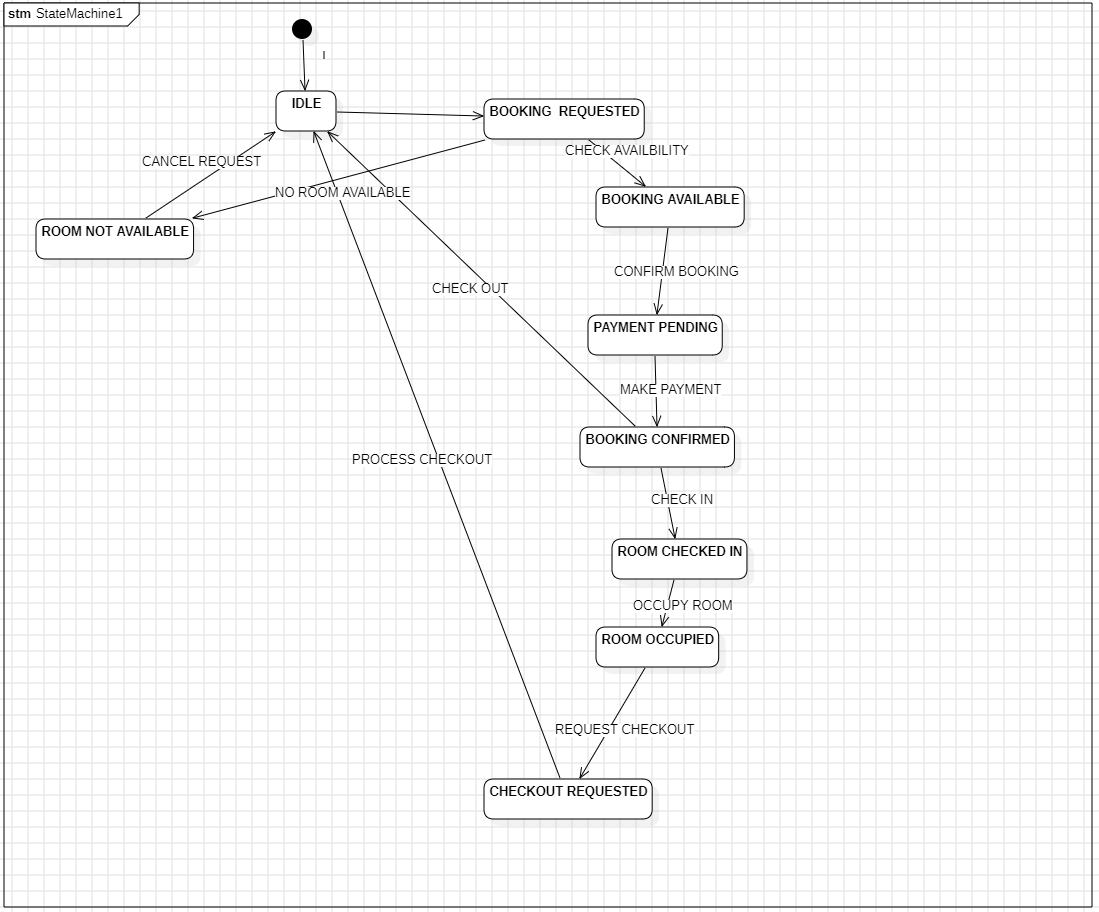 stm StateMachine1
I
IDLE
BOOKING  REQUESTED
CHECK AVAILBILITY
CANCEL REQUEST
NO ROOM AVAILABLE
BOOKING AVAILABLE
ROOM NOT AVAILABLE
CONFIRM BOOKING
CHECK OUT
PAYMENT PENDING
MAKE PAYMENT
BOOKING CONFIRMED
PROCESS CHECKOUT
CHECK IN
ROOM CHECKED IN
OCCUPY ROOM
ROOM OCCUPIED
REQUEST CHECKOUT
CHECKOUT REQUESTED